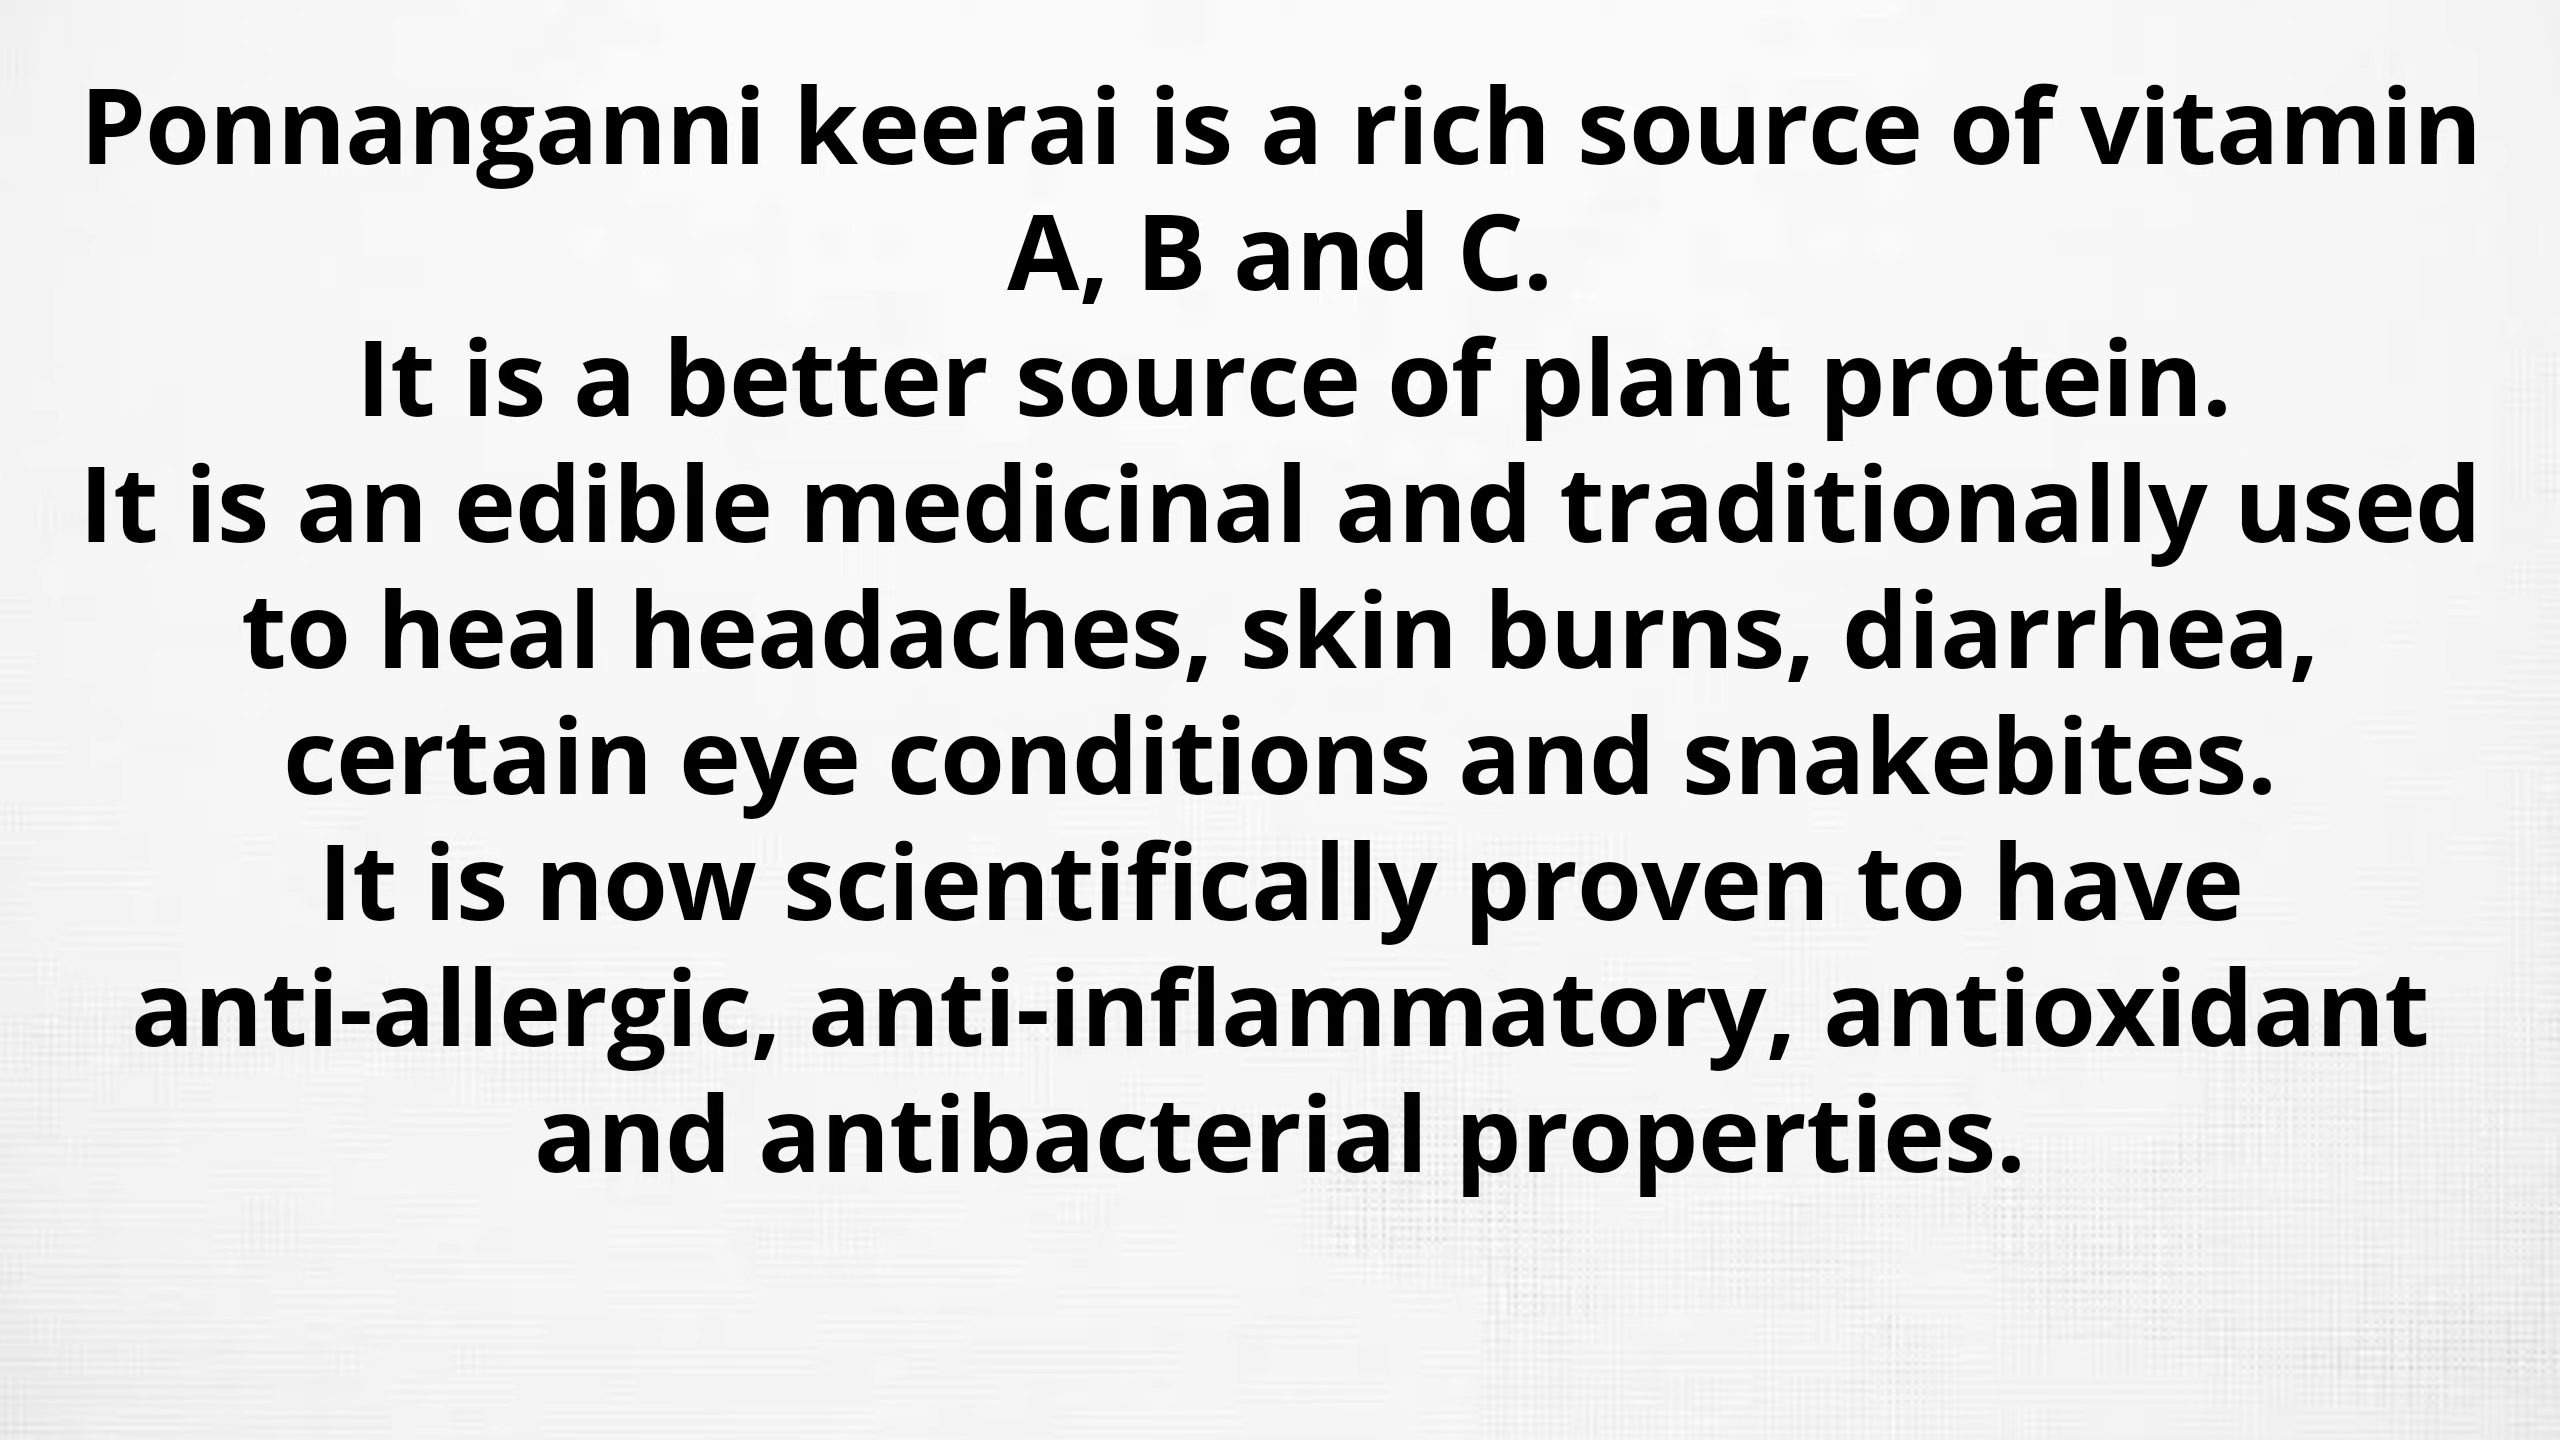 Ponnanganni keerai is a rich source of vitamin
A, B and C.
It is a better source of plant protein.
It is an edible medicinal and traditionally used
to heal headaches, skin burns, diarrhea,
certain eye conditions and snakebites.
It is now scientifically proven to have
anti-allergic, anti-inflammatory, antioxidant
and antibacterial properties.